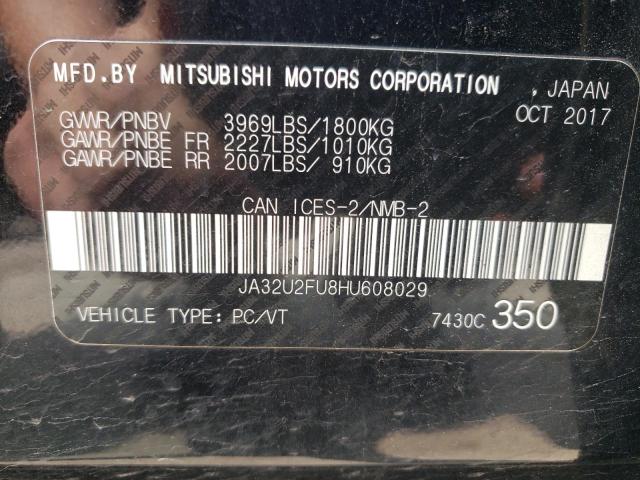 MFD.BY MITSUBISHI MOTORS CORPORATION , JAPAN
OCT 2017
GVWR/PNBV 3969LBS/1800KG
GAWR/PNBE FR 2227LBS/1010KG
GAWR/PNBE RR 2007LBS/ 910KG
CAN ICES-2/NMB-2
JA32U2FU8HU608029
VEHICLE TYPE: PC/VT 7430C 350